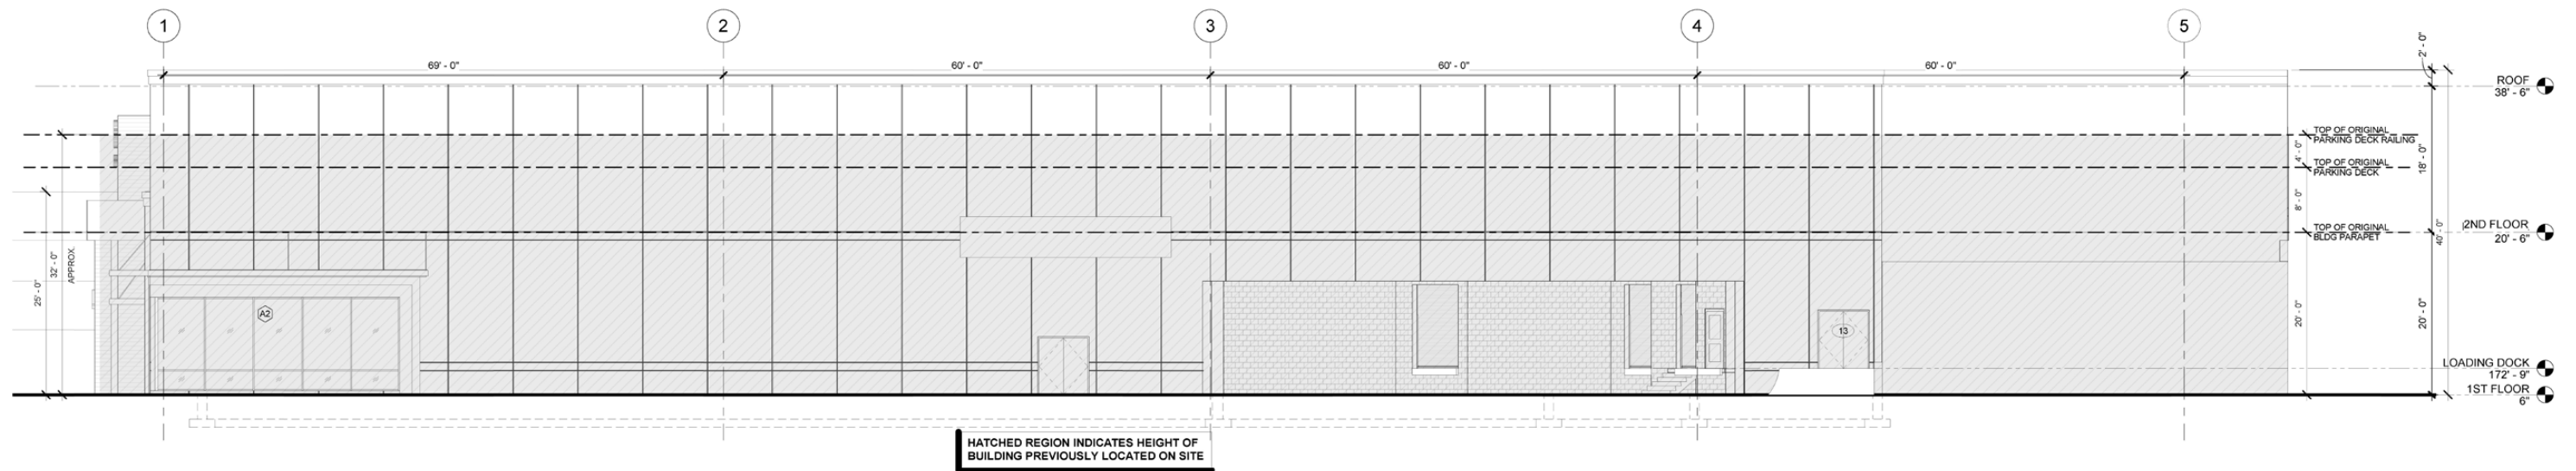 1
2
3
4
5
69' - 0"
60' - 0"
60' - 0"
60' - 0"
2' - 0"
ROOF
38' - 6"
TOP OF ORIGINAL
PARKING DECK RAILING
4' - 0"
18' - 0"
TOP OF ORIGINAL
PARKING DECK
8' - 0"
2ND FLOOR
20' - 6"
TOP OF ORIGINAL
BLDG PARAPET
40' - 0"
25' - 0"
32' - 0"
APPROX.
A2
13
20' - 0"
20' - 0"
LOADING DOCK
172' - 9"
1ST FLOOR
6"
HATCHED REGION INDICATES HEIGHT OF
BUILDING PREVIOUSLY LOCATED ON SITE